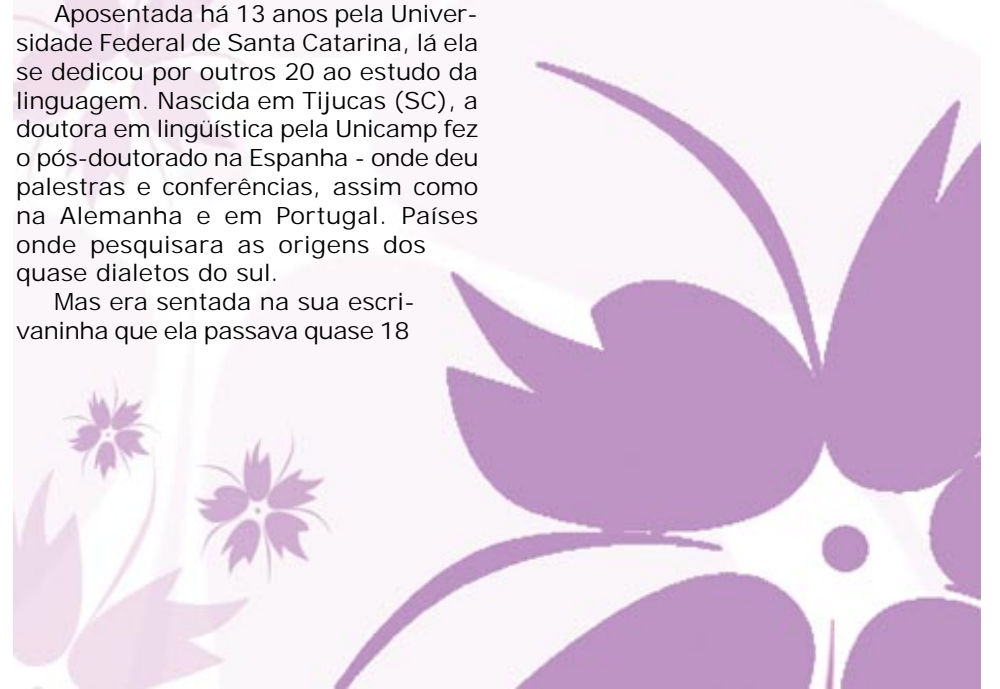 Aposentada há 13 anos pela Univer-
sidade Federal de Santa Catarina, lá ela
se dedicou por outros 20 ao estudo da
linguagem. Nascida em Tijucas (SC), a
doutora em lingüística pela Unicamp fez
o pós-doutorado na Espanha - onde deu
palestras e conferências, assim como
na Alemanha e em Portugal. Países
onde pesquisara as origens dos
quase dialetos do sul.
Mas era sentada na sua escri-
vaninha que ela passava quase 18